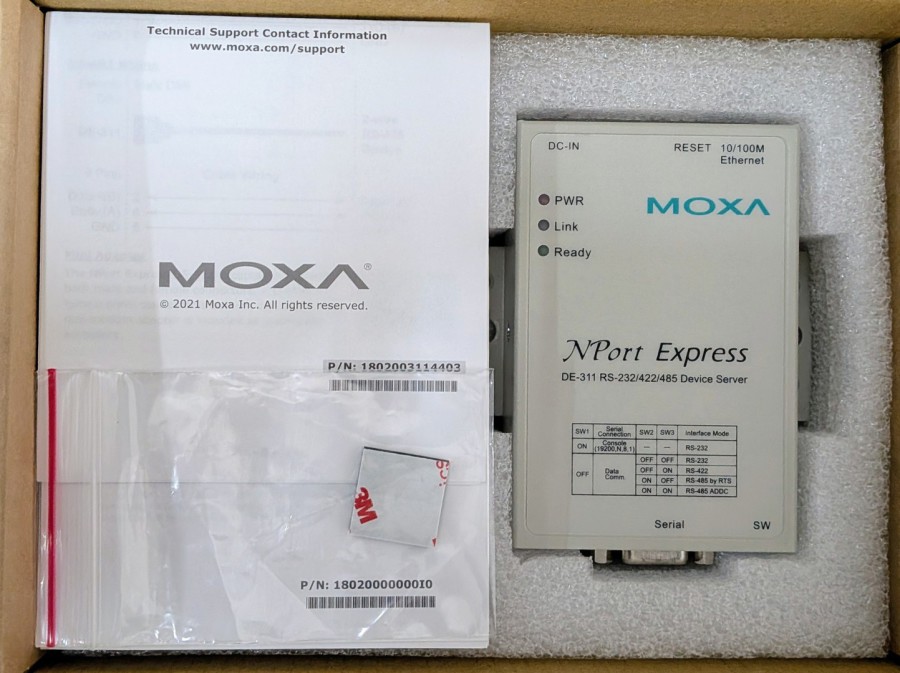 Technical Support Contact Information
www.moxa.com/support
MOXA®
© 2021 Moxa Inc. All rights reserved.
P/N: 1802003114403
3M
P/N: 18020000000I0
DC-IN
RESET 10/100M
Ethernet
PWR
Link
Ready
MOXA
NPort Express
DE-311 RS-232/422/485 Device Server
SW1 Serial Connection SW2 SW3 Interface Mode
ON Console (19200,N,8,1) — — RS-232
OFF Data Comm. OFF OFF RS-232
OFF ON RS-422
ON OFF RS-485 by RTS
ON ON RS-485 ADDC
Serial SW